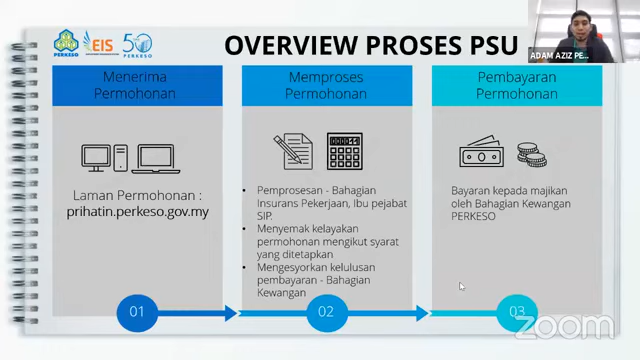 PERKESO
EIS
50
PERKESO
OVERVIEW PROSES PSU
ADAM AZIZ PE...
Menerima
Permohonan
Laman Permohonan :
prihatin.perkeso.gov.my
01
Memproses
Permohonan
• Pemprosesan - Bahagian
Insurans Pekerjaan, Ibu pejabat
SIP.
• Menyemak kelayakan
permohonan mengikut syarat
yang ditetapkan
• Mengesyorkan kelulusan
pembayaran - Bahagian
Kewangan
02
Pembayaran
Permohonan
Bayaran kepada majikan
oleh Bahagian Kewangan
PERKESO
03
zoom